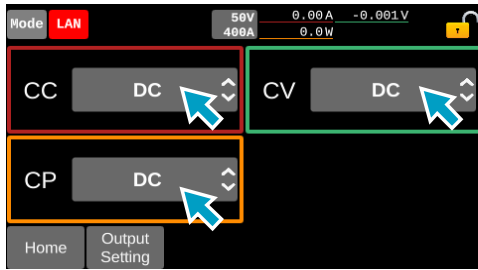 Mode LAN 50V 0.00A -0.001V
400A 0.0W
CC DC CV DC
CP DC
Home Output
Setting